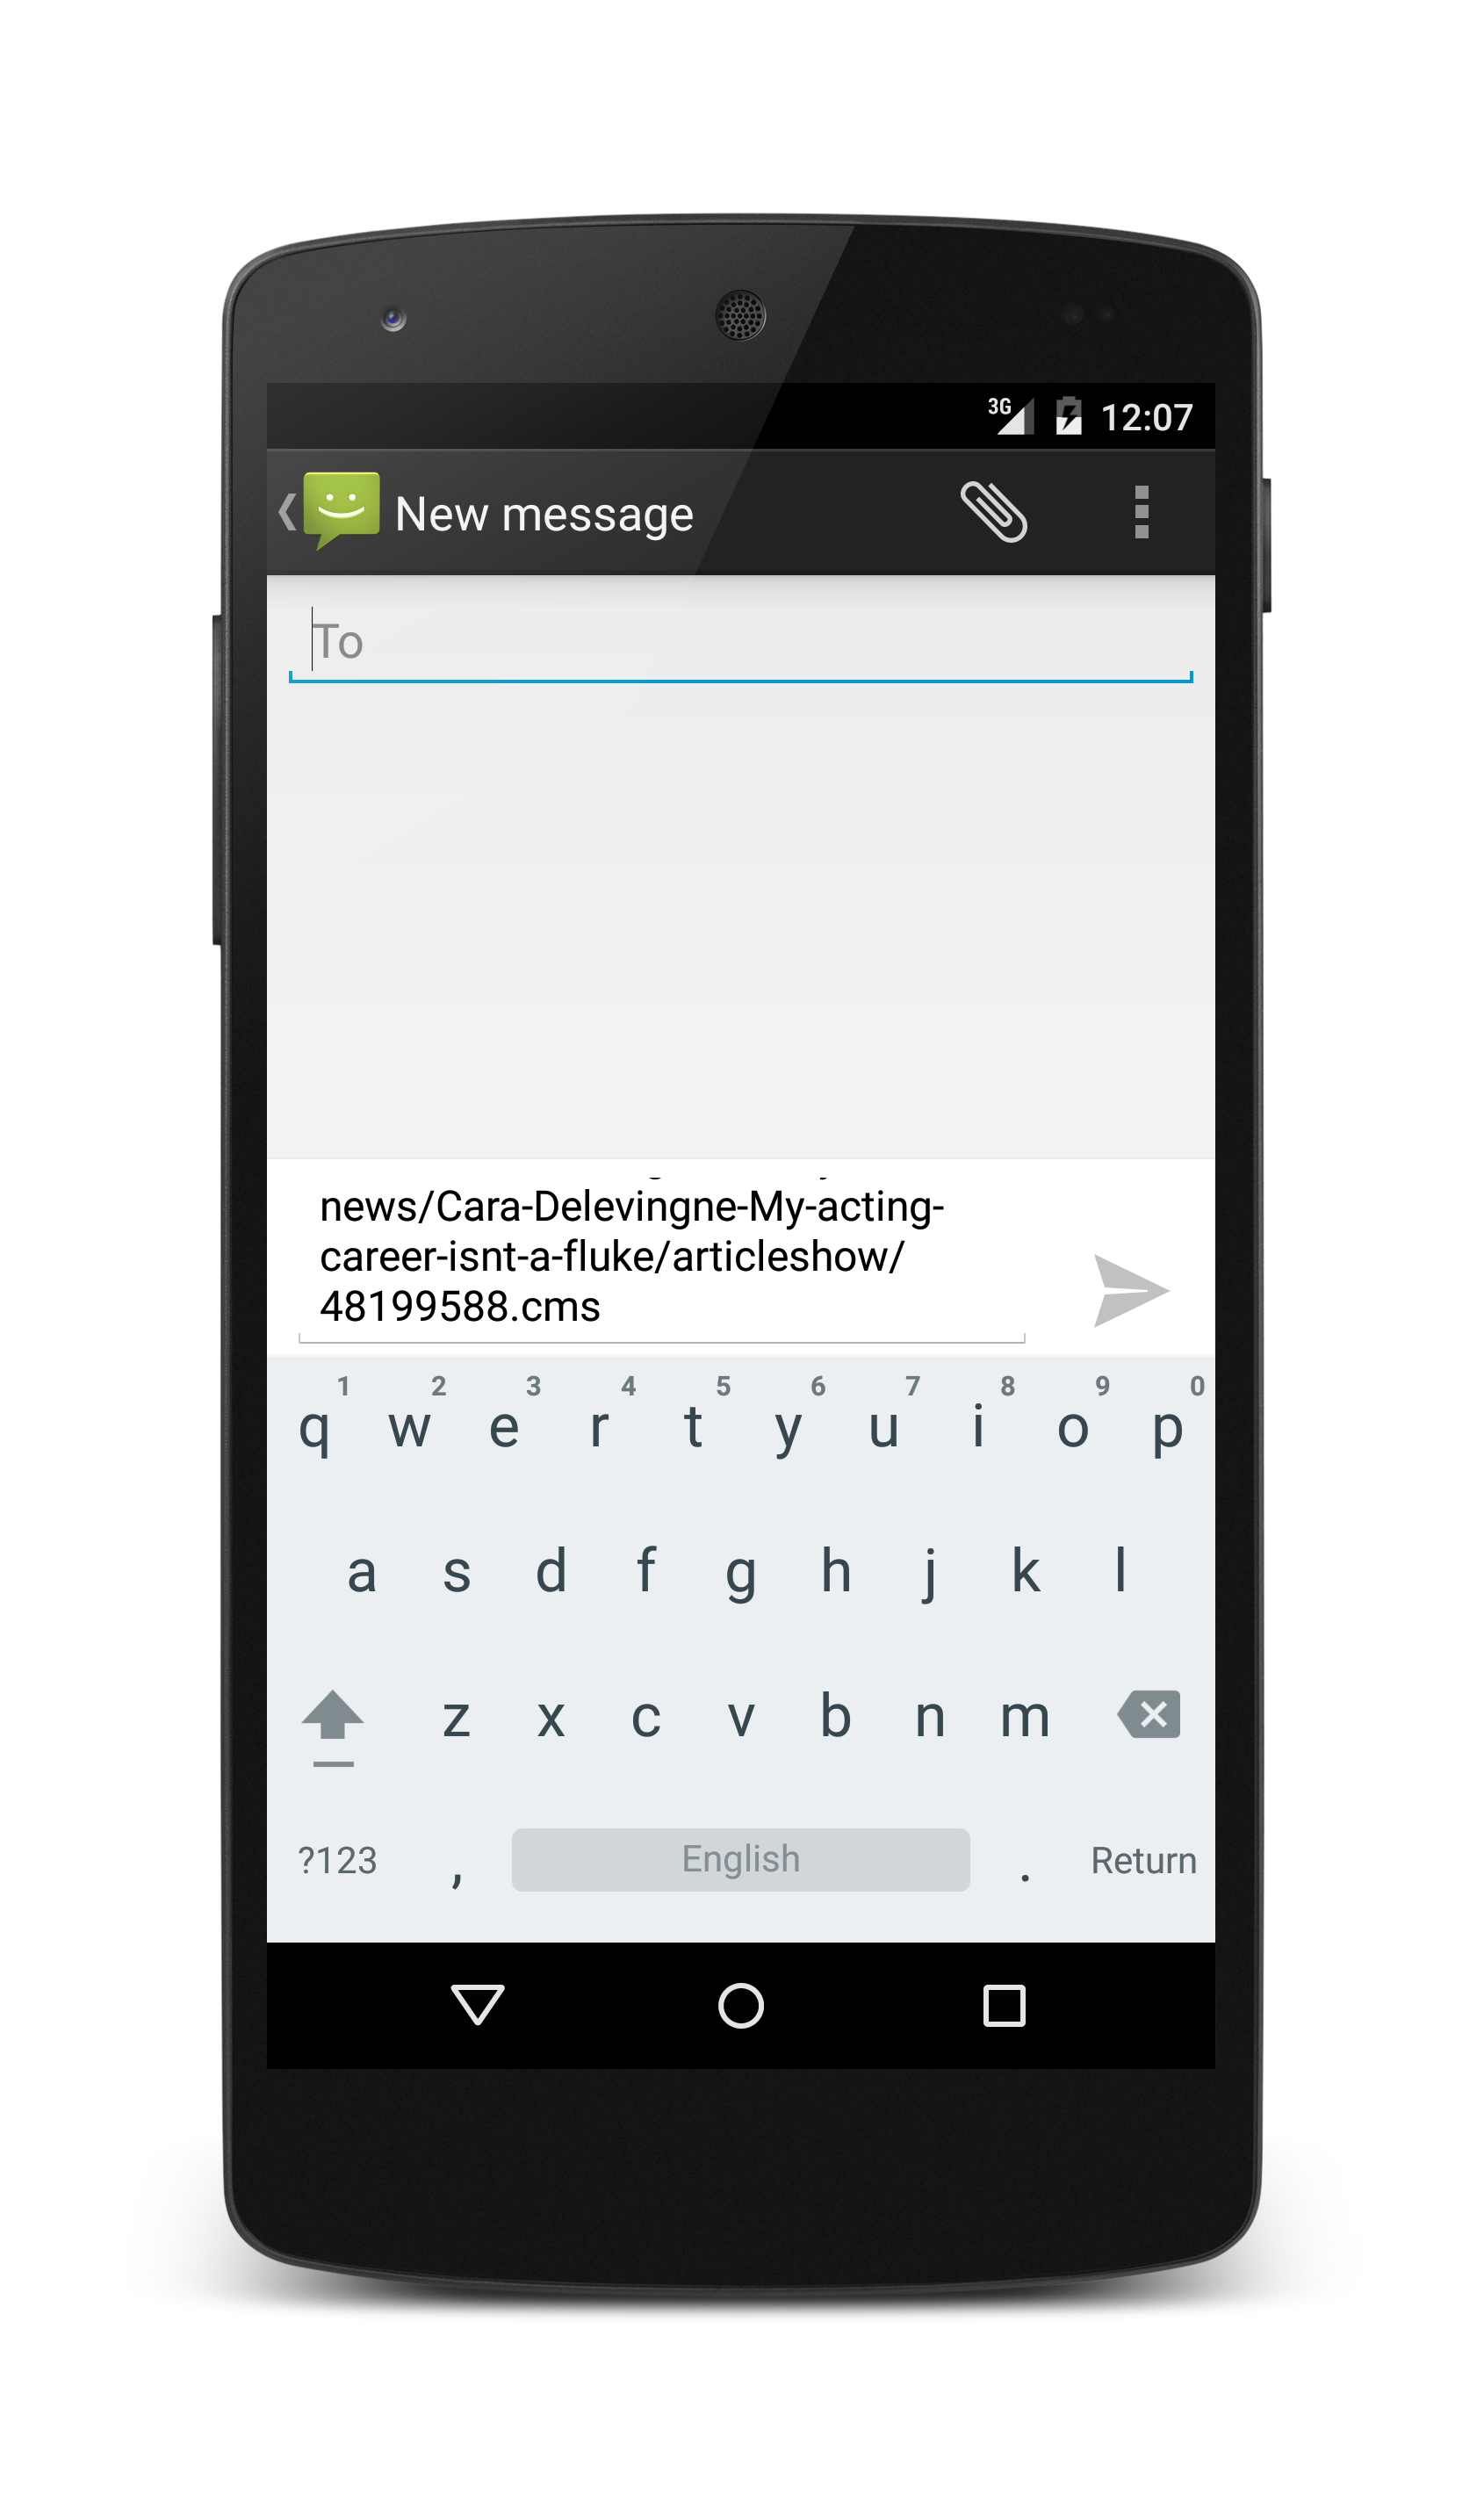 3G 12:07
New message
To
news/Cara-Delevingne-My-acting-
career-isnt-a-fluke/articleshow/
48199588.cms
1 2 3 4 5 6 7 8 9 0
q w e r t y u i o p
a s d f g h j k l
z x c v b n m
?123 , English . Return